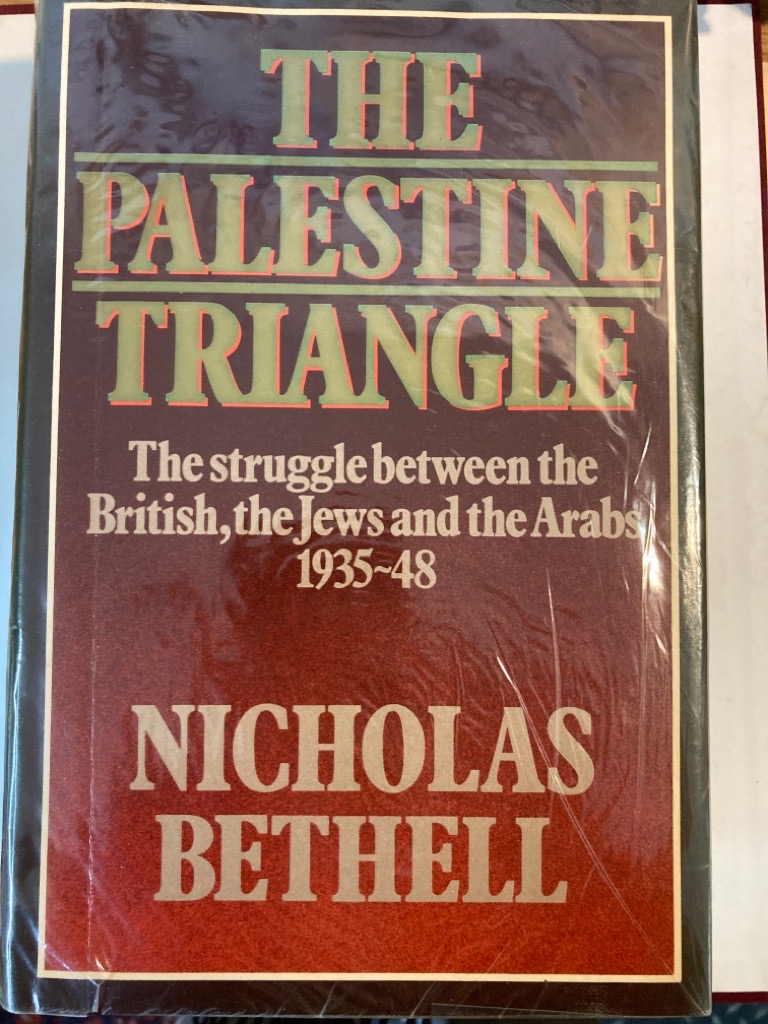 THE
PALESTINE
TRIANGLE
The struggle between the
British, the Jews and the Arabs
1935~48
NICHOLAS
BETHELL